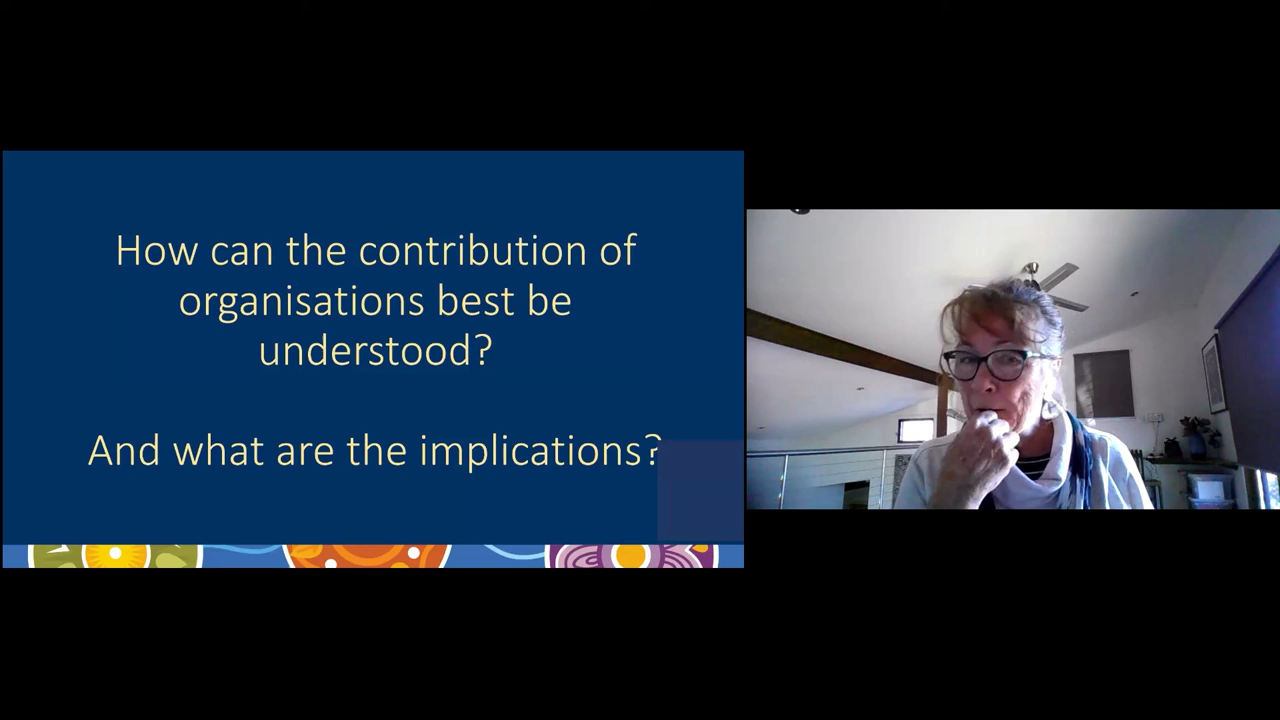 How can the contribution of
organisations best be
understood?
And what are the implications?